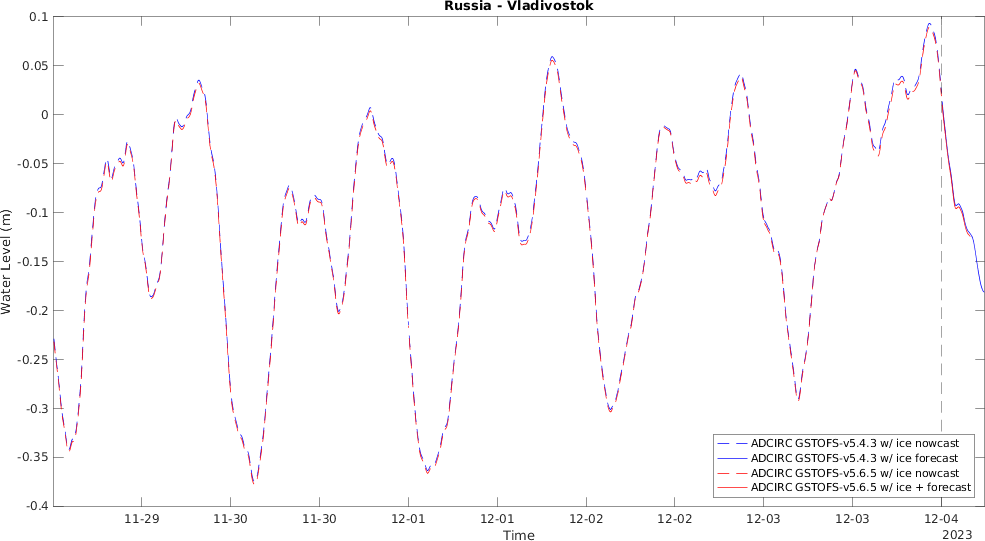 Russia - Vladivostok
0.1
0.05
0
-0.05
-0.1
-0.15
-0.2
-0.25
-0.3
-0.35
-0.4
Water Level (m)
ADCIRC GSTOFS-v5.4.3 w/ ice nowcast
ADCIRC GSTOFS-v5.4.3 w/ ice forecast
ADCIRC GSTOFS-v5.6.5 w/ ice nowcast
ADCIRC GSTOFS-v5.6.5 w/ ice + forecast
11-29 11-30 11-30 12-01 12-01 12-02 12-02 12-03 12-03 12-04
Time
2023